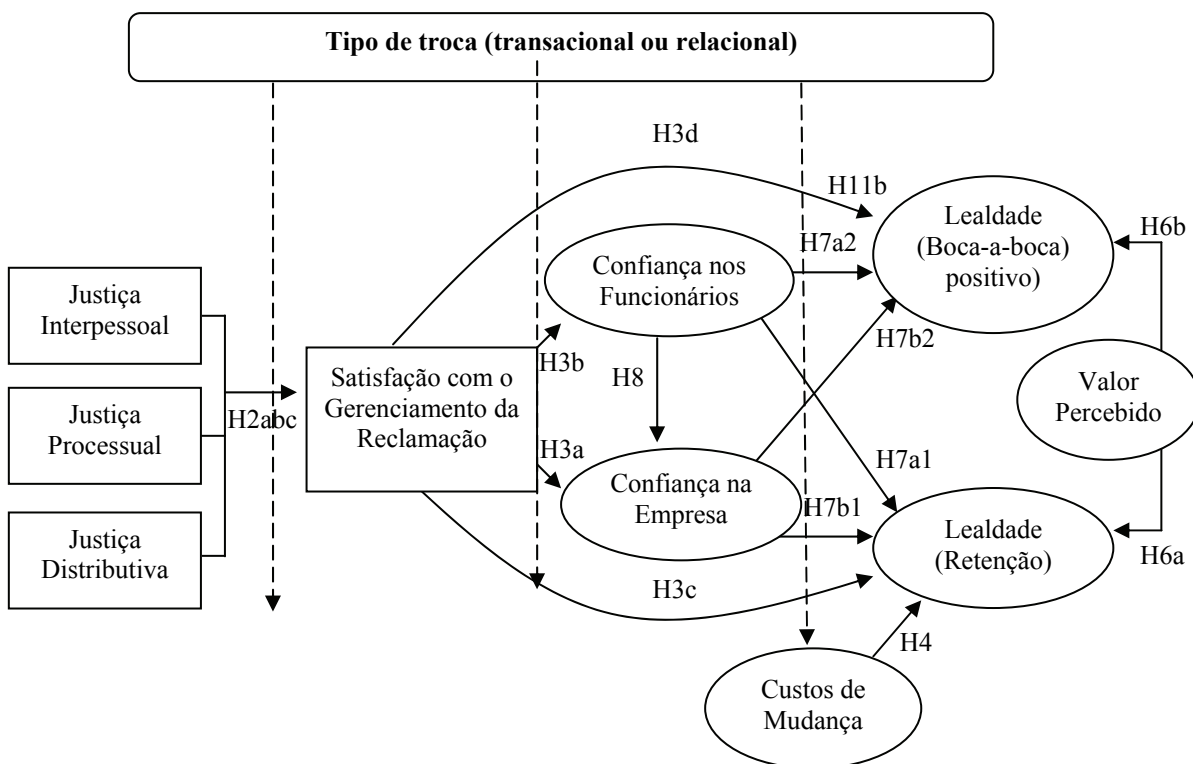 Tipo de troca (transacional ou relacional)
H3d
H11b
Lealdade
(Boca-a-boca)
positivo)
H6b
H7a2
Confiança nos
Funcionários
Justiça
Interpessoal
H7b2
H3b
H8
Satisfação com o
Gerenciamento da
Reclamação
Valor
Percebido
Justiça
Processual
H2abc
H3a
H7a1
Confiança na
Empresa
H7b1
Justiça
Distributiva
Lealdade
(Retenção)
H6a
H3c
H4
Custos de
Mudança